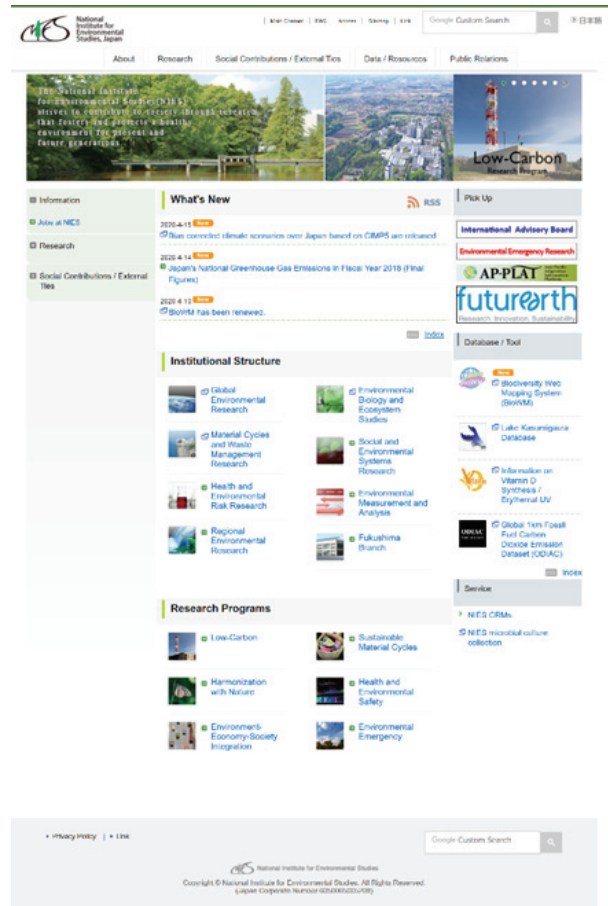 National
Institute for
Environmental
Studies, Japan
Google Custom Search
日本語
About
Research
Social Contributions / External Ties
Data / Resources
Public Relations
The National Institute
for Environmental Studies(NIES)
strives to contribute to society through research
that fosters and protects a healthy
environment for present and
future generations.
Low-Carbon
Research Program
Information
Jobs at NIES
Research
Social Contributions / External
Ties
What's New
RSS
2020-4-15 New
Bias corrected climate scenarios over Japan based on CIMP5 are released
2020-4-14 New
Japan's National Greenhouse Gas Emissions in Fiscal Year 2018 (Final
Figures)
2020-4-13 New
BioWM has been renewed.
Index
Institutional Structure
Global
Environmental
Research
Environmental
Biology and
Ecosystem
Studies
Material Cycles
and Waste
Management
Research
Social and
Environmental
Systems
Research
Health and
Environmental
Risk Research
Environmental
Measurement and
Analysis
Regional
Environmental
Research
Fukushima
Branch
Research Programs
Low-Carbon
Sustainable
Material Cycles
Harmonization
with Nature
Health and
Environmental
Safety
Environment-
Economy-Society
Integration
Environmental
Emergency
Pick Up
International Advisory Board
Environmental Emergency Research
AP-PLAT
futurearth
Research. Innovation. Sustainability.
Database / Tool
New
Biodiversity Web
Mapping System
(BioWM)
Lake Kasumigaura
Database
Information on
Vitamin D
Synthesis /
Erythemal UV
ODIAC
Global 1km Fossil
Fuel Carbon
Dioxide Emission
Dataset (ODIAC)
Index
Service
NIES CRMs
NIES microbial culture
collection
Privacy Policy | Link
Google Custom Search
National Institute for Environmental Studies
Copyright © National Institute for Environmental Studies. All Rights Reserved.